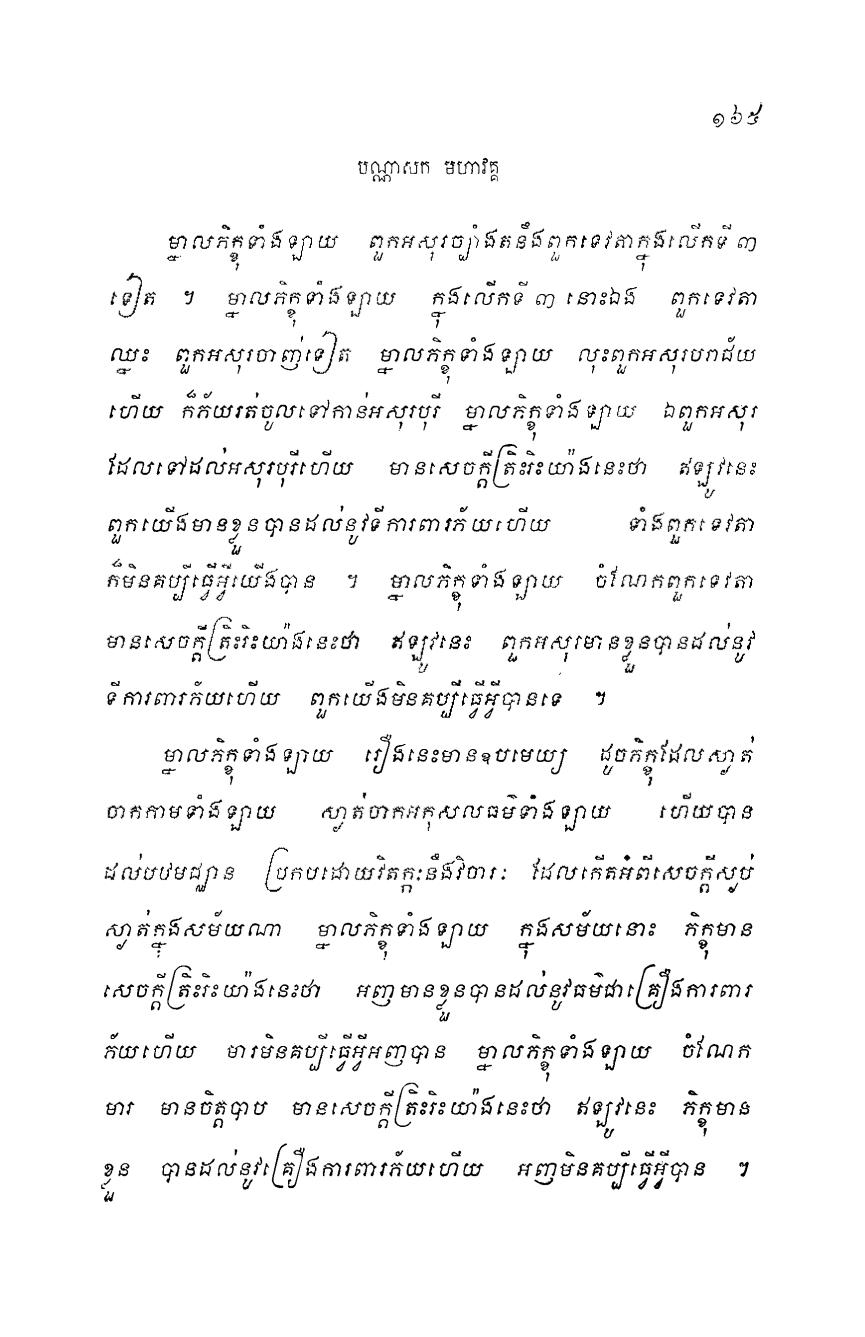 ១៦៥
បណ្ណាសក មហាវគ្គ
ម្នាលភិក្ខុទាំងឡាយ ពួកអសុរច្បាំងតនឹងពួកទេវតាក្នុងលើកទី ៣
ទៀត ។ ម្នាលភិក្ខុទាំងឡាយ ក្នុងលើកទី ៣ នោះឯង ពួកទេវតា
ឈ្នះ ពួកអសុរចាញ់ទៀត ម្នាលភិក្ខុទាំងឡាយ លុះពួកអសុរបរាជ័យ
ហើយ ក៏ភ័យរត់ចូលទៅកាន់អសុរបុរី ម្នាលភិក្ខុទាំងឡាយ ឯពួកអសុរ
ដែលទៅដល់អសុរបុរីហើយ មានសេចក្តីត្រិះរិះយ៉ាងនេះថា ឥឡូវនេះ
ពួកយើងមានខ្លួនបានដល់នូវទីការពារភ័យហើយ ទាំងពួកទេវតា
ក៏មិនគប្បីធ្វើអ្វីយើងបាន ។ ម្នាលភិក្ខុទាំងឡាយ ចំណែកពួកទេវតា
មានសេចក្តីត្រិះរិះយ៉ាងនេះថា ឥឡូវនេះ ពួកអសុរមានខ្លួនបានដល់នូវ
ទីការពារភ័យហើយ ពួកយើងមិនគប្បីធ្វើអ្វីបានទេ ។
ម្នាលភិក្ខុទាំងឡាយ រឿងនេះមានឧបមេយ្យ ដូចភិក្ខុដែលស្ងាត់
ចាកកាមទាំងឡាយ ស្ងាត់ចាកអកុសលធម៌ទាំងឡាយ ហើយបាន
ដល់បឋមជ្ឈាន ប្រកបដោយវិតក្កៈនឹងវិចារៈ ដែលកើតអំពីសេចក្តីស្ងប់
ស្ងាត់ក្នុងសម័យណា ម្នាលភិក្ខុទាំងឡាយ ក្នុងសម័យនោះ ភិក្ខុមាន
សេចក្តីត្រិះរិះយ៉ាងនេះថា អញមានខ្លួនបានដល់នូវធម៌ជាគ្រឿងការពារ
ភ័យហើយ មារមិនគប្បីធ្វើអ្វីអញបាន ម្នាលភិក្ខុទាំងឡាយ ចំណែក
មារ មានចិត្តបាប មានសេចក្តីត្រិះរិះយ៉ាងនេះថា ឥឡូវនេះ ភិក្ខុមាន
ខ្លួន បានដល់នូវគ្រឿងការពារភ័យហើយ អញមិនគប្បីធ្វើអ្វីបាន ។